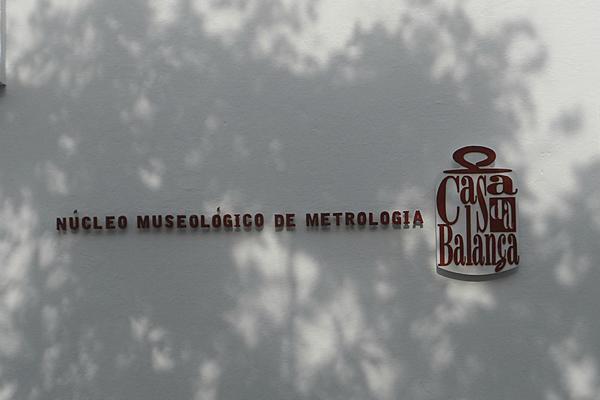 NÚCLEO MUSEOLÓGICO DE METROLOGIA
Casa
da
Balança